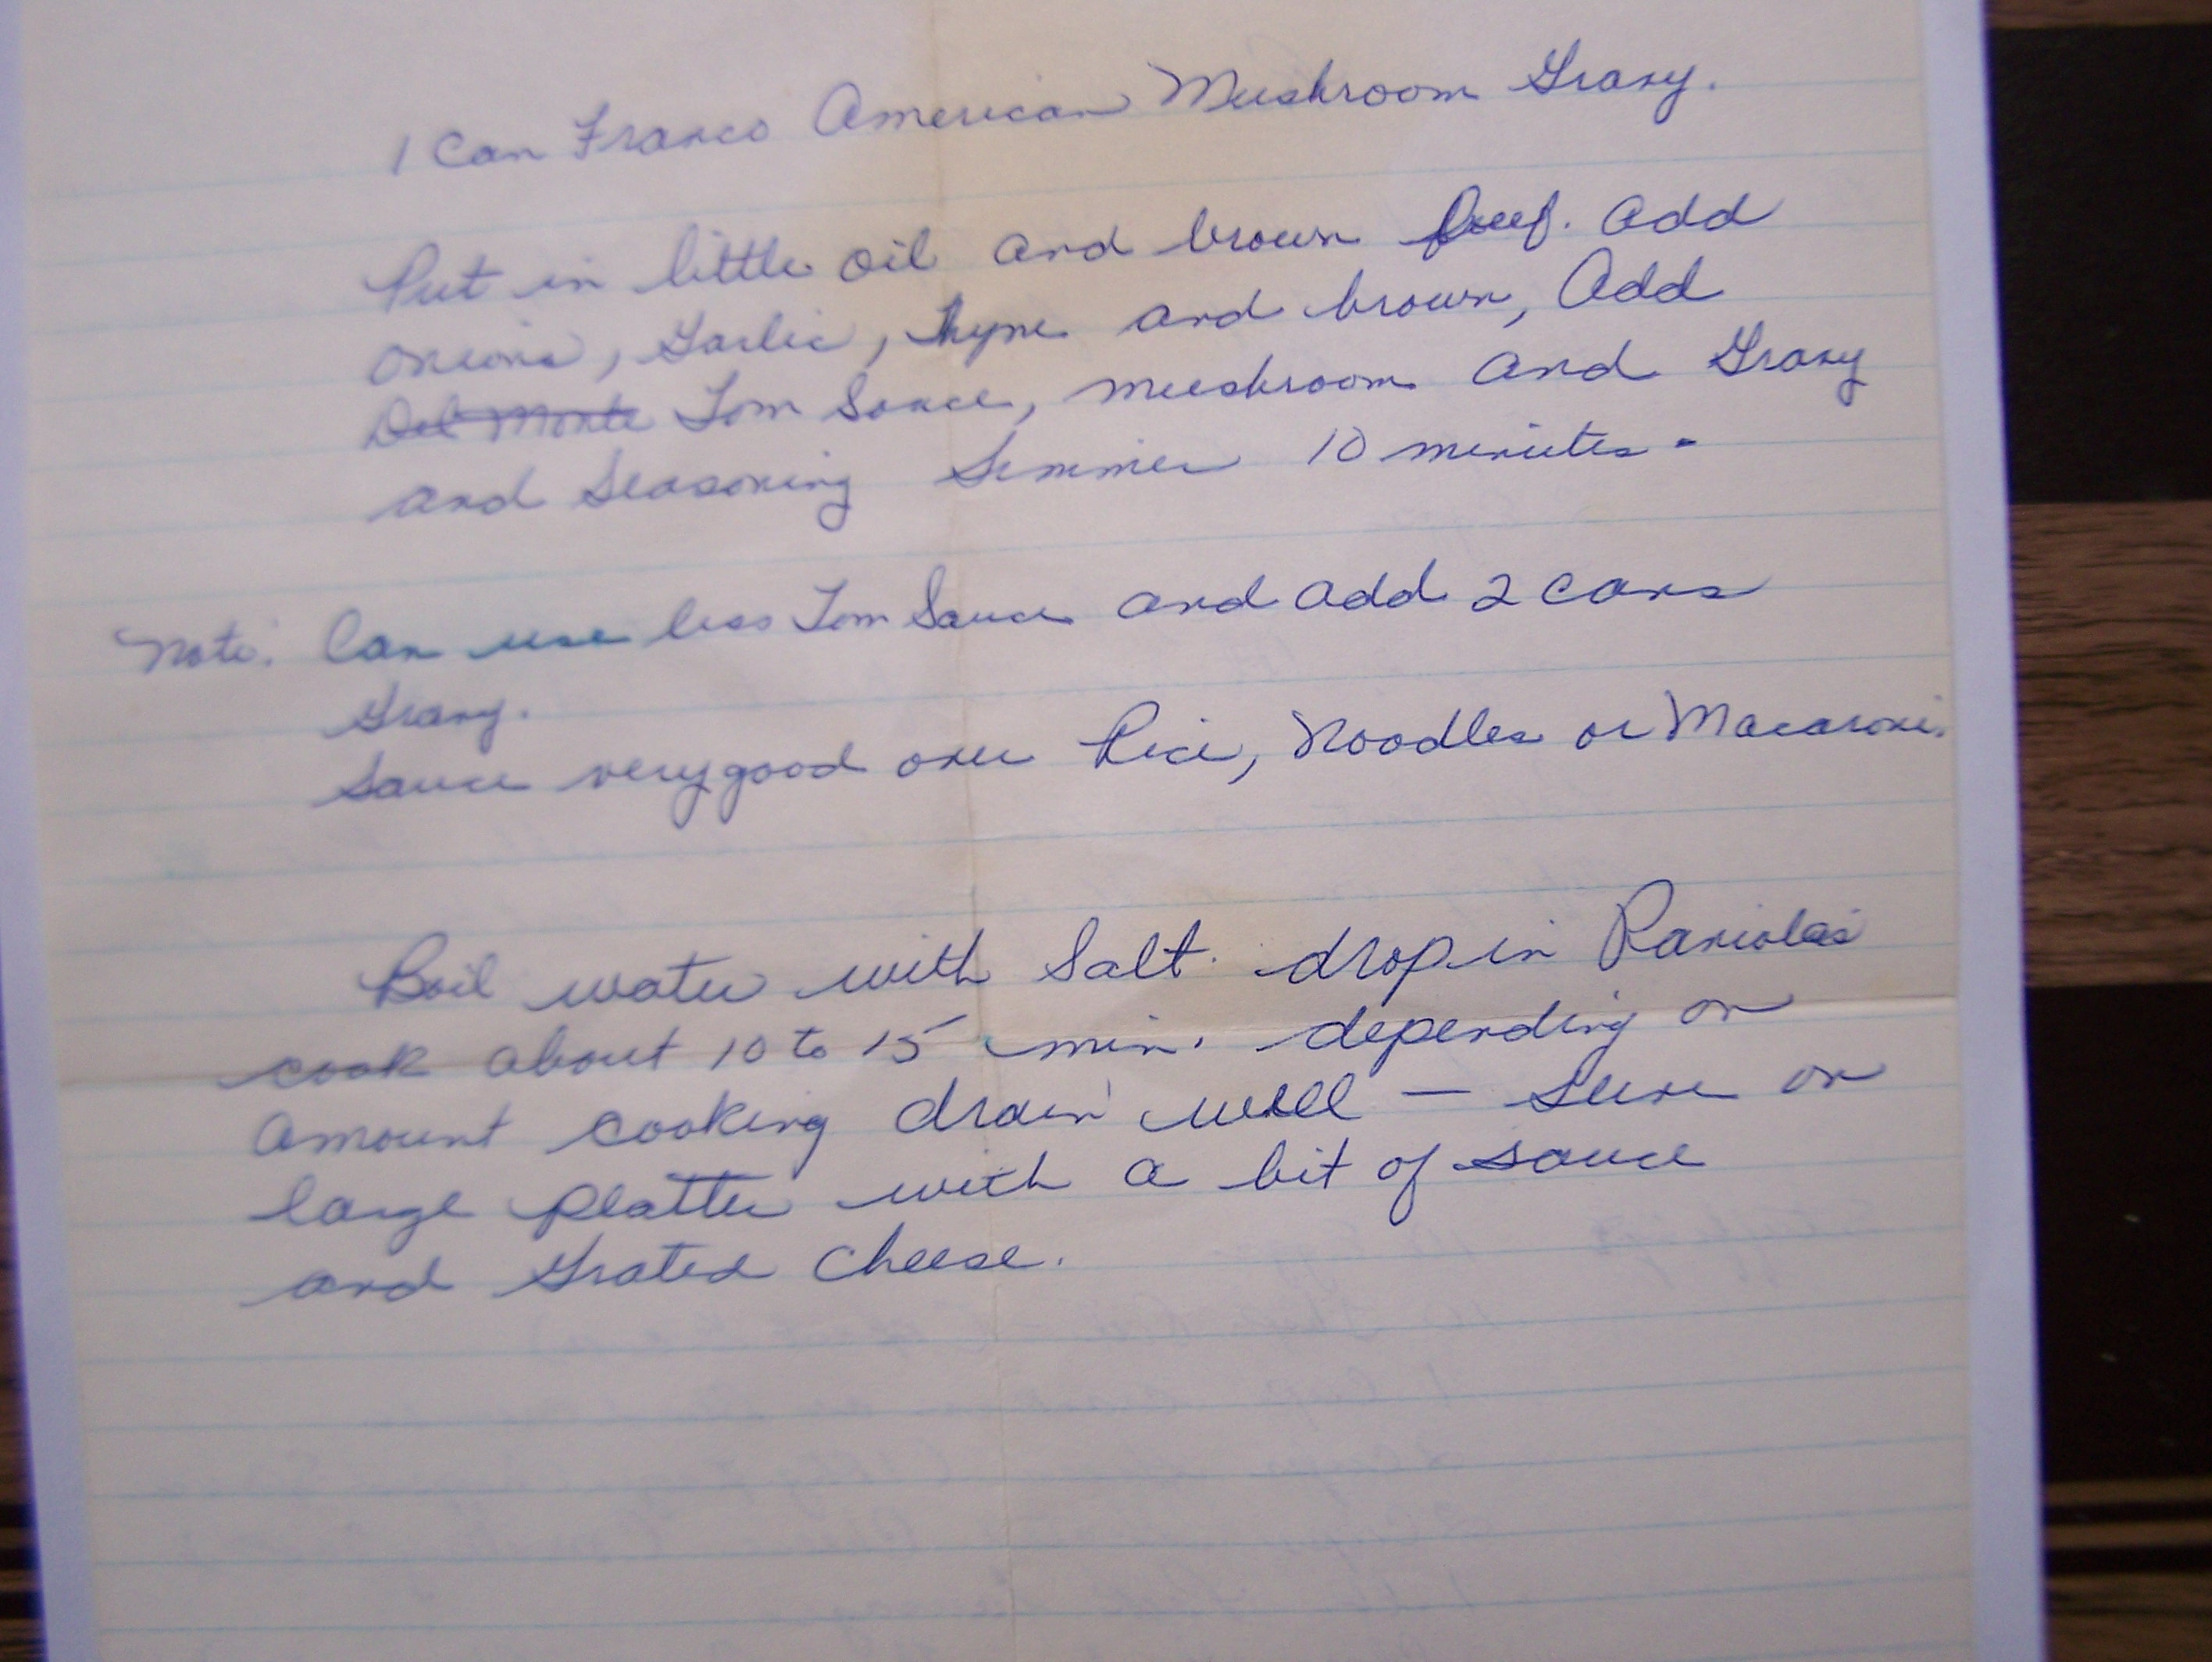 1 Can Franco American Mushroom Gravy.
Put in little oil and brown beef. add
onions, Garlic, thyme and brown, Add
Del Monte Tom Sauce, mushroom and Gravy
and Seasoning Simmer 10 minutes.
Note: Can use less Tom Sauce and add 2 cans
Gravy.
Sauce very good over Rice, Noodles or Macaroni.
Boil water with Salt. drop in Raviolas
cook about 10 to 15 min. depending on
amount cooking drain well — serve on
large platter with a bit of sauce
and Grated Cheese.